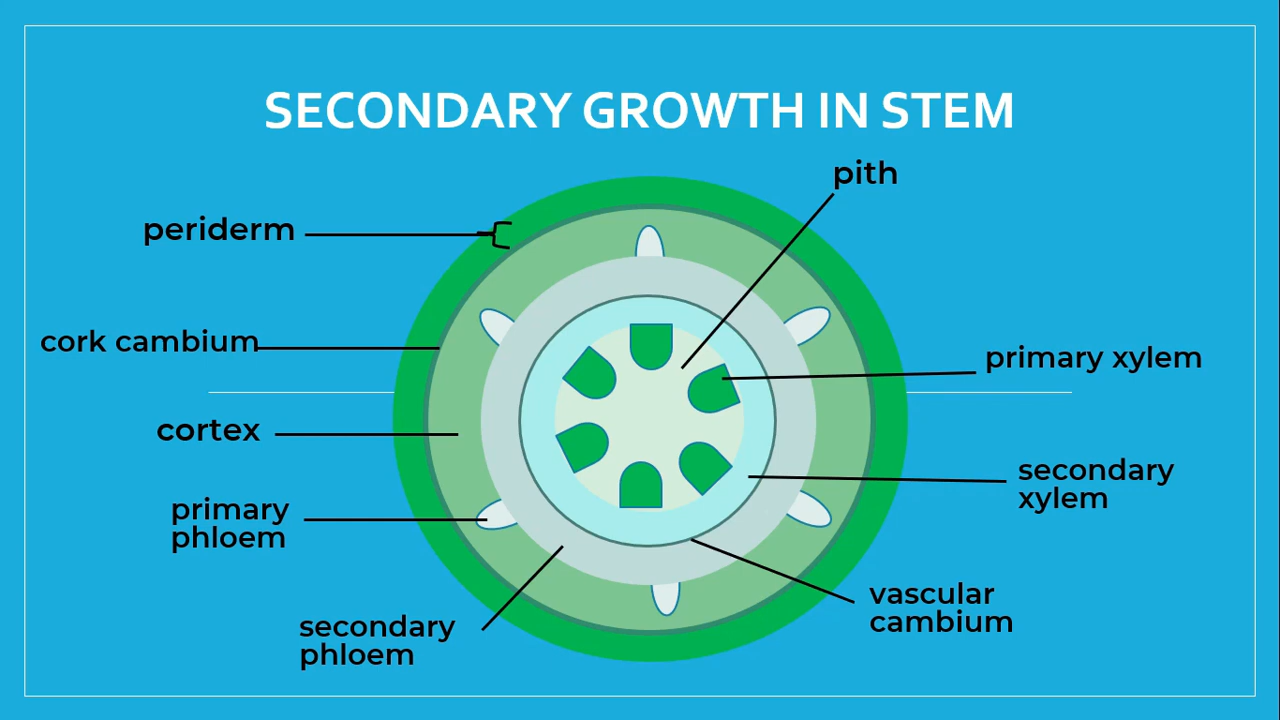 SECONDARY GROWTH IN STEM
pith
periderm
cork cambium
primary xylem
cortex
secondary
xylem
primary
phloem
vascular
cambium
secondary
phloem